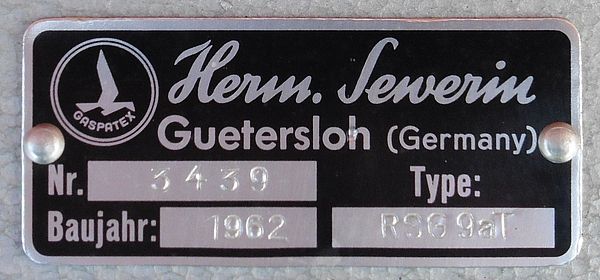 GASPATEX
Herm. Sewerin
Guetersloh (Germany)
Nr. 3439 Type:
Baujahr: 1962 RSG 9aT